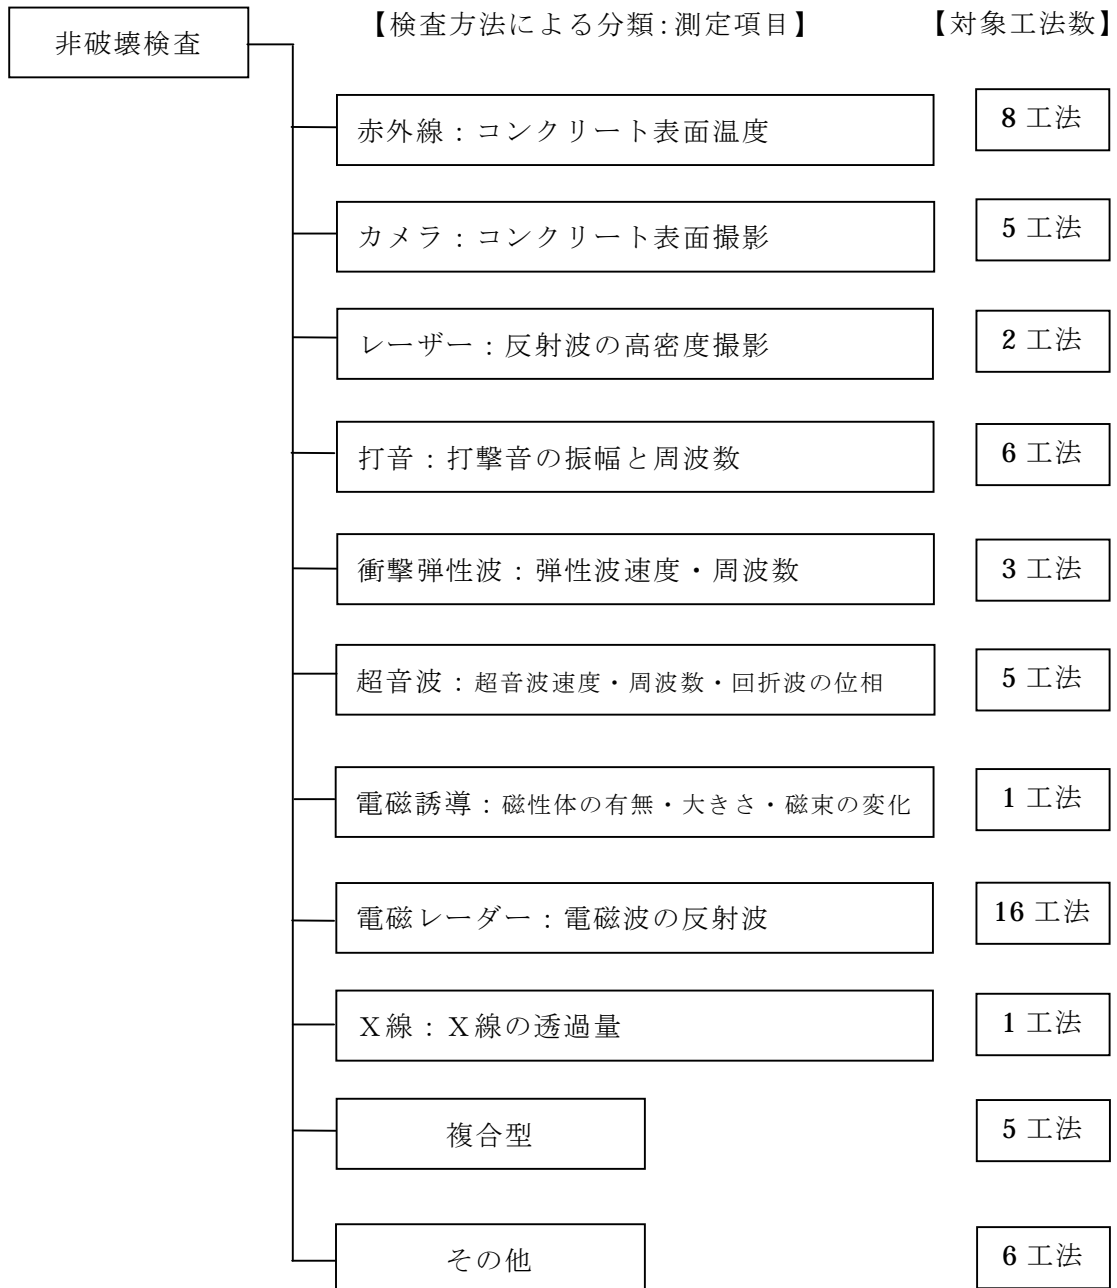 非破壊検査
【検査方法による分類:測定項目】
【対象工法数】
赤外線:コンクリート表面温度
8 工法
カメラ:コンクリート表面撮影
5 工法
レーザー:反射波の高密度撮影
2 工法
打音:打撃音の振幅と周波数
6 工法
衝撃弾性波:弾性波速度・周波数
3 工法
超音波:超音波速度・周波数・回折波の位相
5 工法
電磁誘導:磁性体の有無・大きさ・磁束の変化
1 工法
電磁レーダー:電磁波の反射波
16 工法
X線:X線の透過量
1 工法
複合型
5 工法
その他
6 工法